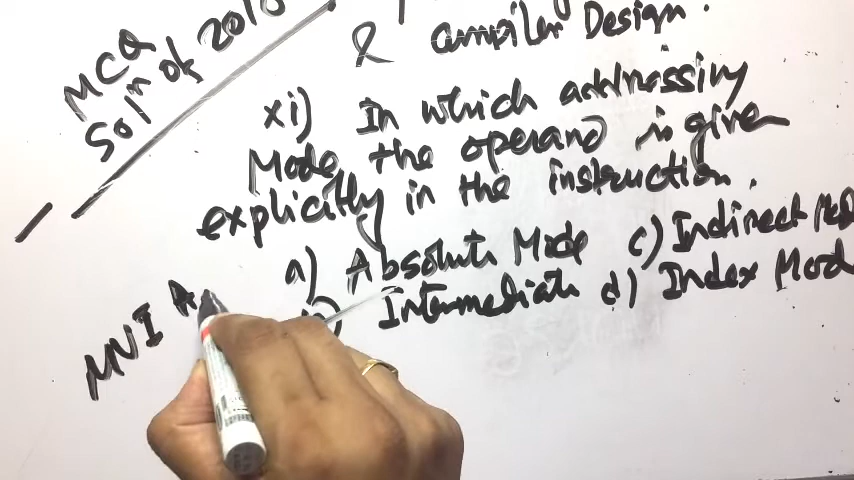 MCQ
Solⁿ of 2018
& Compiler Design.
xi) In which addressing
Mode, the operand is given
explicitly in the instruction.
a) Absolute Mode c) Indirect Mod
Intermediate d) Index Mode
MVI